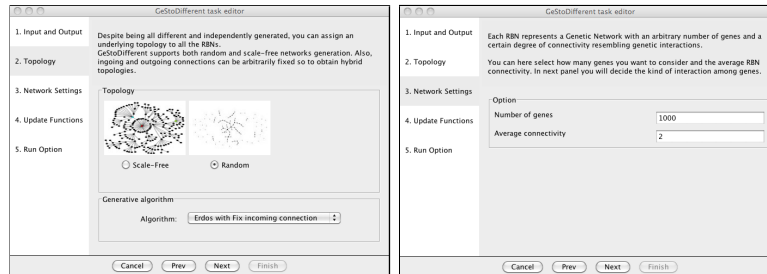 GeStoDifferent task editor
1. Input and Output
2. Topology
3. Network Settings
4. Update Functions
5. Run Option
Despite being all different and independently generated, you can assign an
underlying topology to all the RBNs.
GeStoDifferent supports both random and scale-free networks generation. Also,
ingoing and outgoing connections can be arbitrarily fixed so to obtain hybrid
topologies.
Topology
Scale-Free
Random
Generative algorithm
Algorithm: Erdos with Fix incoming connection
Cancel Prev Next Finish
GeStoDifferent task editor
1. Input and Output
2. Topology
3. Network Settings
4. Update Functions
5. Run Option
Each RBN represents a Genetic Network with an arbitrary number of genes and a
certain degree of connectivity resembling genetic interactions.
You can here select how many genes you want to consider and the average RBN
connectivity. In next panel you will decide the kind of interaction among genes.
Option
Number of genes 1000
Average connectivity 2
Cancel Prev Next Finish